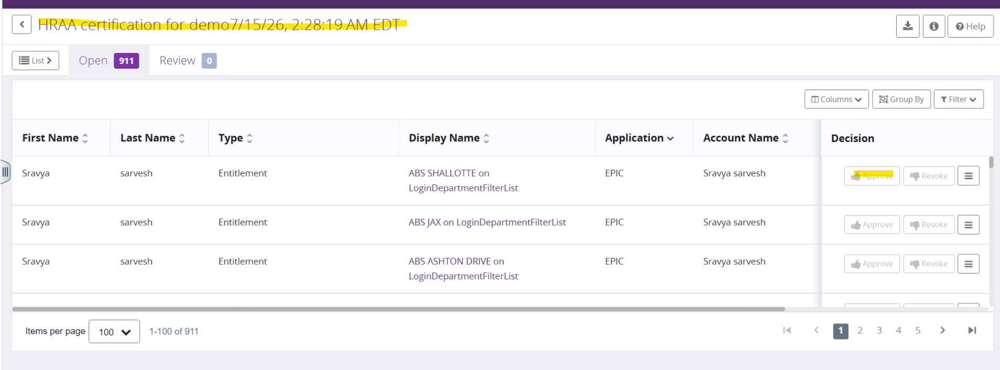 HRAA certification for demo7/15/26, 2:28:19 AM EDT
Help
List
Open 911
Review 0
Columns
Group By
Filter
First Name Last Name Type Display Name Application Account Name Decision
Sravya sarvesh Entitlement ABS SHALLOTTE on EPIC Sravya sarvesh Approve Revoke
LoginDepartmentFilterList
Sravya sarvesh Entitlement ABS JAX on LoginDepartmentFilterList EPIC Sravya sarvesh Approve Revoke
Sravya sarvesh Entitlement ABS ASHTON DRIVE on EPIC Sravya sarvesh Approve Revoke
LoginDepartmentFilterList
Items per page 100 1-100 of 911
1 2 3 4 5